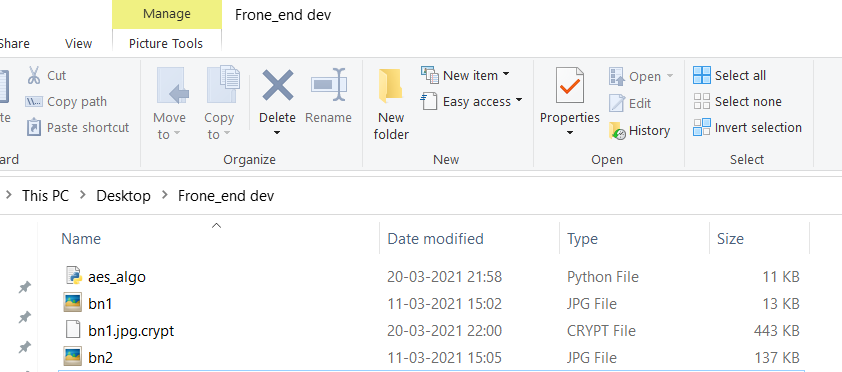 Manage
Frone_end dev
Share
View
Picture Tools
Cut
Copy path
Paste shortcut
Move to
Copy to
Delete
Rename
Organize
New folder
New item
Easy access
New
Properties
Open
Edit
History
Open
Select all
Select none
Invert selection
Select
This PC > Desktop > Frone_end dev
Name Date modified Type Size
aes_algo 20-03-2021 21:58 Python File 11 KB
bn1 11-03-2021 15:02 JPG File 13 KB
bn1.jpg.crypt 20-03-2021 22:00 CRYPT File 443 KB
bn2 11-03-2021 15:05 JPG File 137 KB